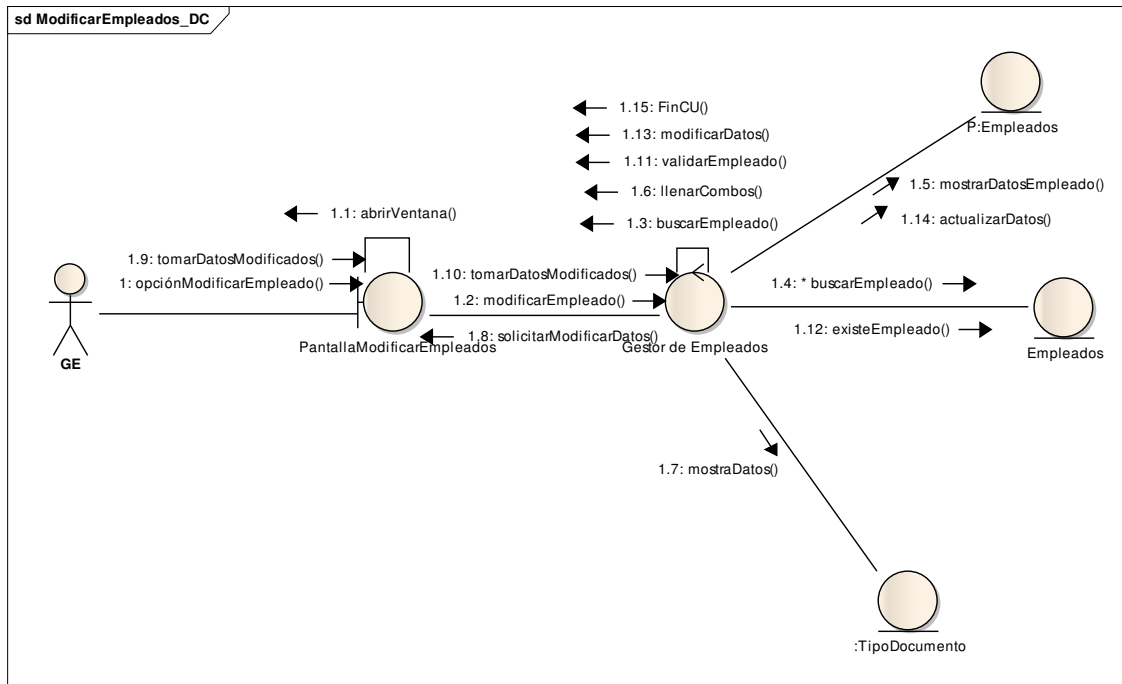 sd ModificarEmpleados_DC
1.15: FinCU()
1.13: modificarDatos()
1.11: validarEmpleado()
1.6: llenarCombos()
1.3: buscarEmpleado()
P:Empleados
1.5: mostrarDatosEmpleado()
1.14: actualizarDatos()
1.1: abrirVentana()
1.9: tomarDatosModificados()
1: opciónModificarEmpleado()
1.10: tomarDatosModificados()
1.2: modificarEmpleado()
1.4: * buscarEmpleado()
1.12: existeEmpleado()
1.8: solicitarModificarDatos()
PantallaModificarEmpleados
Gestor de Empleados
Empleados
GE
1.7: mostraDatos()
:TipoDocumento